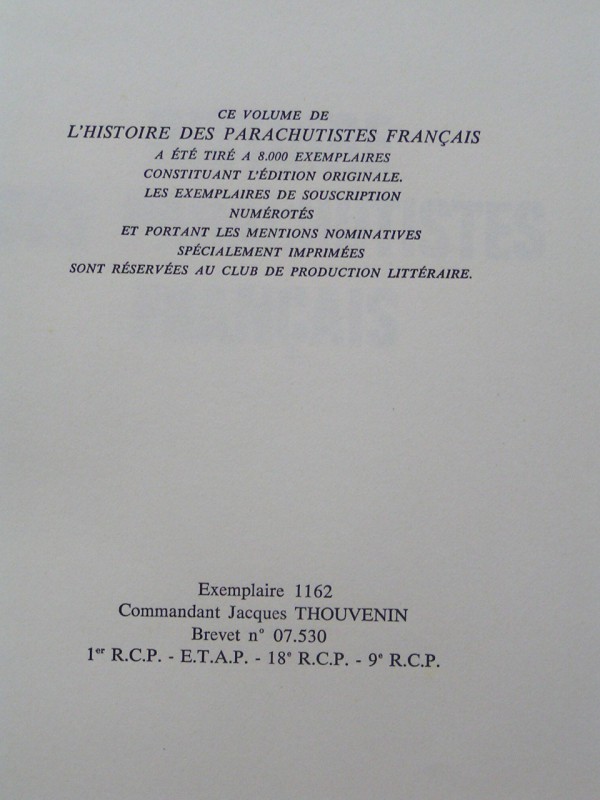 CE VOLUME DE
L'HISTOIRE DES PARACHUTISTES FRANÇAIS
A ÉTÉ TIRÉ A 8.000 EXEMPLAIRES
CONSTITUANT L'ÉDITION ORIGINALE.
LES EXEMPLAIRES DE SOUSCRIPTION
NUMÉROTÉS
ET PORTANT LES MENTIONS NOMINATIVES
SPÉCIALEMENT IMPRIMÉES
SONT RÉSERVÉES AU CLUB DE PRODUCTION LITTÉRAIRE.
TISTES
FRANÇAIS
Exemplaire 1162
Commandant Jacques THOUVENIN
Brevet n° 07.530
1er R.C.P. - E.T.A.P. - 18e R.C.P. - 9e R.C.P.